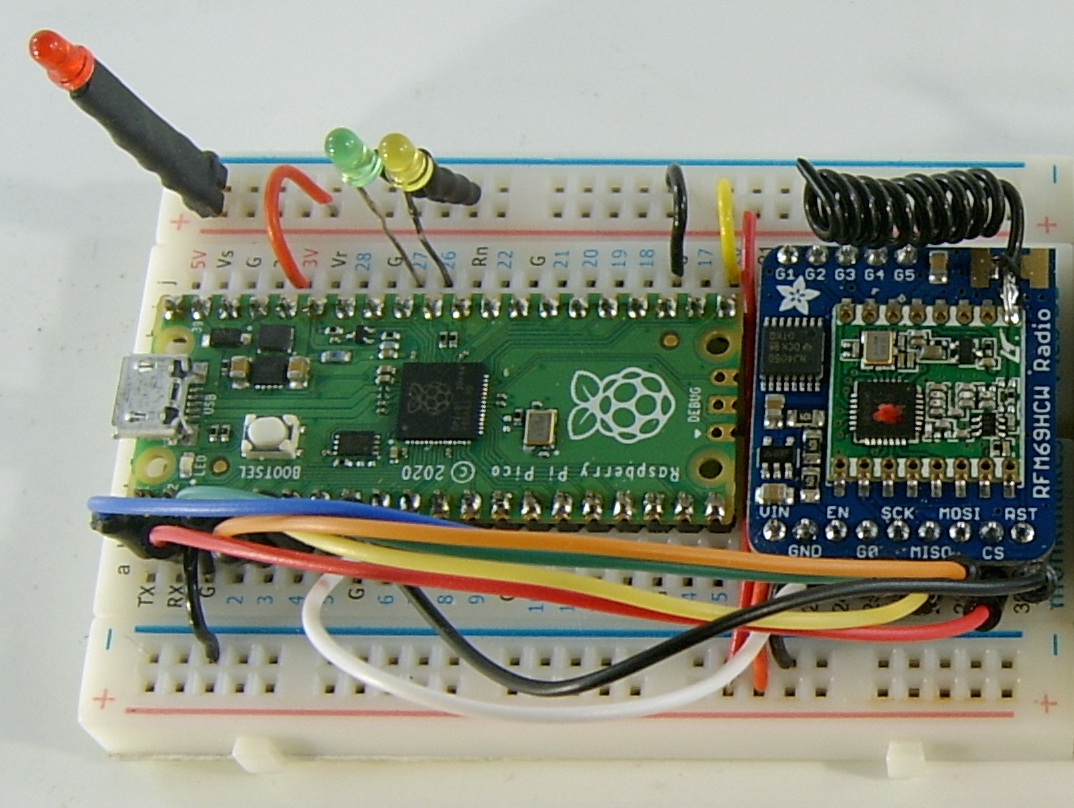 5V Vs G 3V Vr 28 G 27 26 Rn 22 G 21 20 19 18 17
G1 G2 G3 G4 G5
USB
LED
BOOTSEL
Raspberry Pi Pico © 2020
DEBUG
RFM69HCW Radio
VIN EN SCK MOSI RST
GND G0 MISO CS
j
a
TX RX G 2 3 4 5 G 6 7 8 9